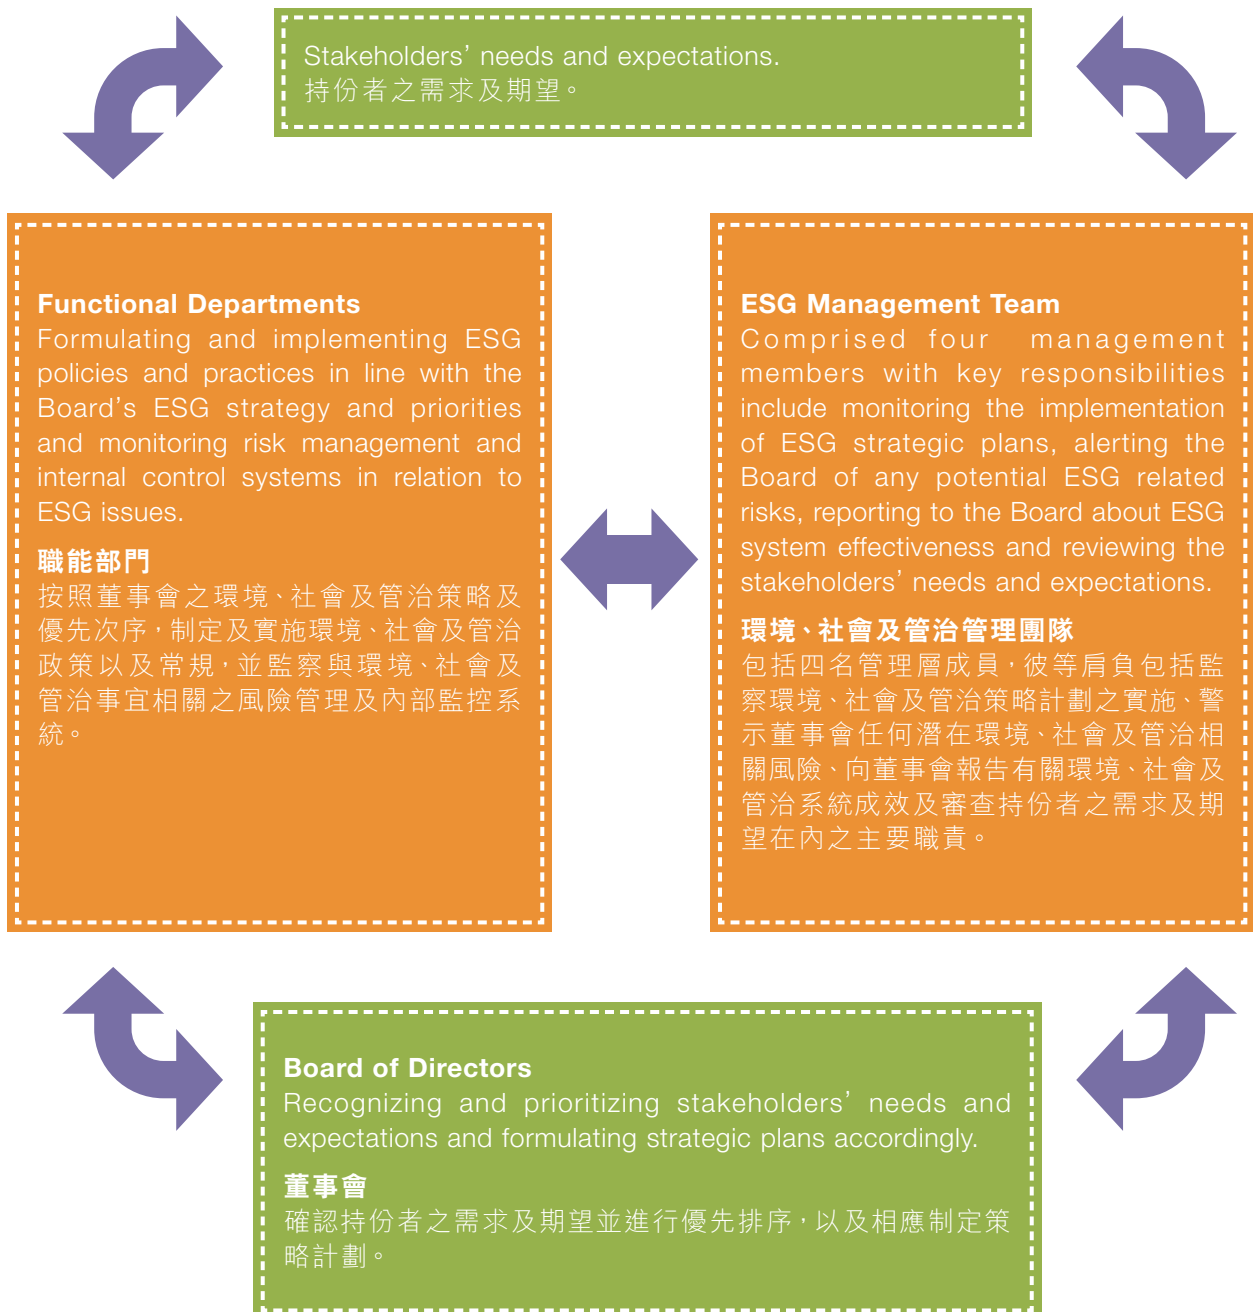 Stakeholders’ needs and expectations.
持份者之需求及期望。
Functional Departments
Formulating and implementing ESG
policies and practices in line with the
Board’s ESG strategy and priorities
and monitoring risk management and
internal control systems in relation to
ESG issues.
職能部門
按照董事會之環境、社會及管治策略及
優先次序，制定及實施環境、社會及管治
政策以及常規，並監察與環境、社會及
管治事宜相關之風險管理及內部監控系
統。
ESG Management Team
Comprised four management
members with key responsibilities
include monitoring the implementation
of ESG strategic plans, alerting the
Board of any potential ESG related
risks, reporting to the Board about ESG
system effectiveness and reviewing the
stakeholders’ needs and expectations.
環境、社會及管治管理團隊
包括四名管理層成員，彼等肩負包括監
察環境、社會及管治策略計劃之實施、警
示董事會任何潛在環境、社會及管治相
關風險、向董事會報告有關環境、社會及
管治系統成效及審查持份者之需求及期
望在內之主要職責。
Board of Directors
Recognizing and prioritizing stakeholders’ needs and
expectations and formulating strategic plans accordingly.
董事會
確認持份者之需求及期望並進行優先排序，以及相應制定策
略計劃。